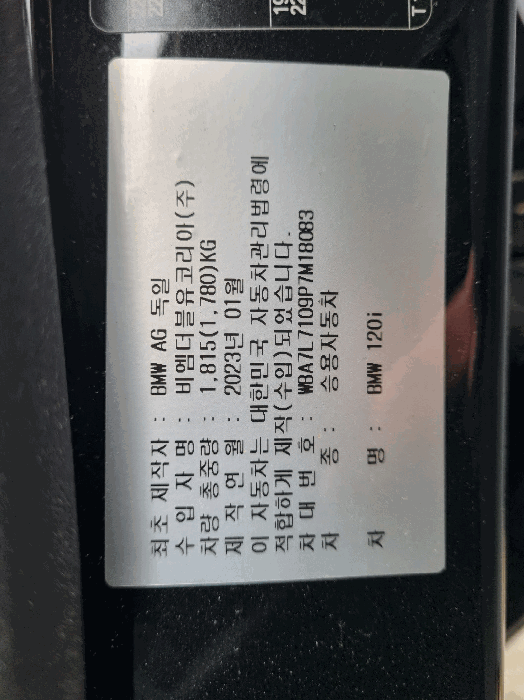 최초 제작자 : BMW AG 독일
수 입 자 명 : 비엠더블유코리아(주)
차량 총중량 : 1,815(1,780)KG
제 작 연 월 : 2023년 01월
이 자동차는 대한민국 자동차관리법령에
적합하게 제작(수입)되었습니다.
차 대 번 호 : WBA7L7109P7M18083
차 종 : 승용자동차
차 명 : BMW 120i